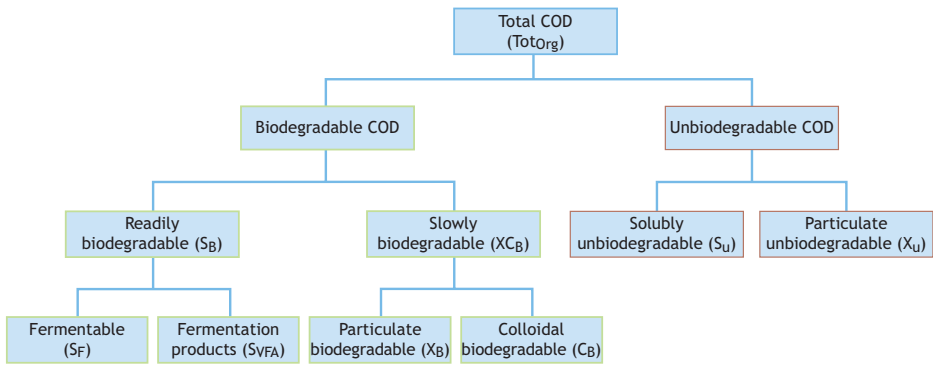 Total COD
(TotOrg)
Biodegradable COD
Unbiodegradable COD
Readily
biodegradable (SB)
Slowly
biodegradable (XCB)
Solubly
unbiodegradable (Su)
Particulate
unbiodegradable (Xu)
Fermentable
(SF)
Fermentation
products (SVFA)
Particulate
biodegradable (XB)
Colloidal
biodegradable (CB)